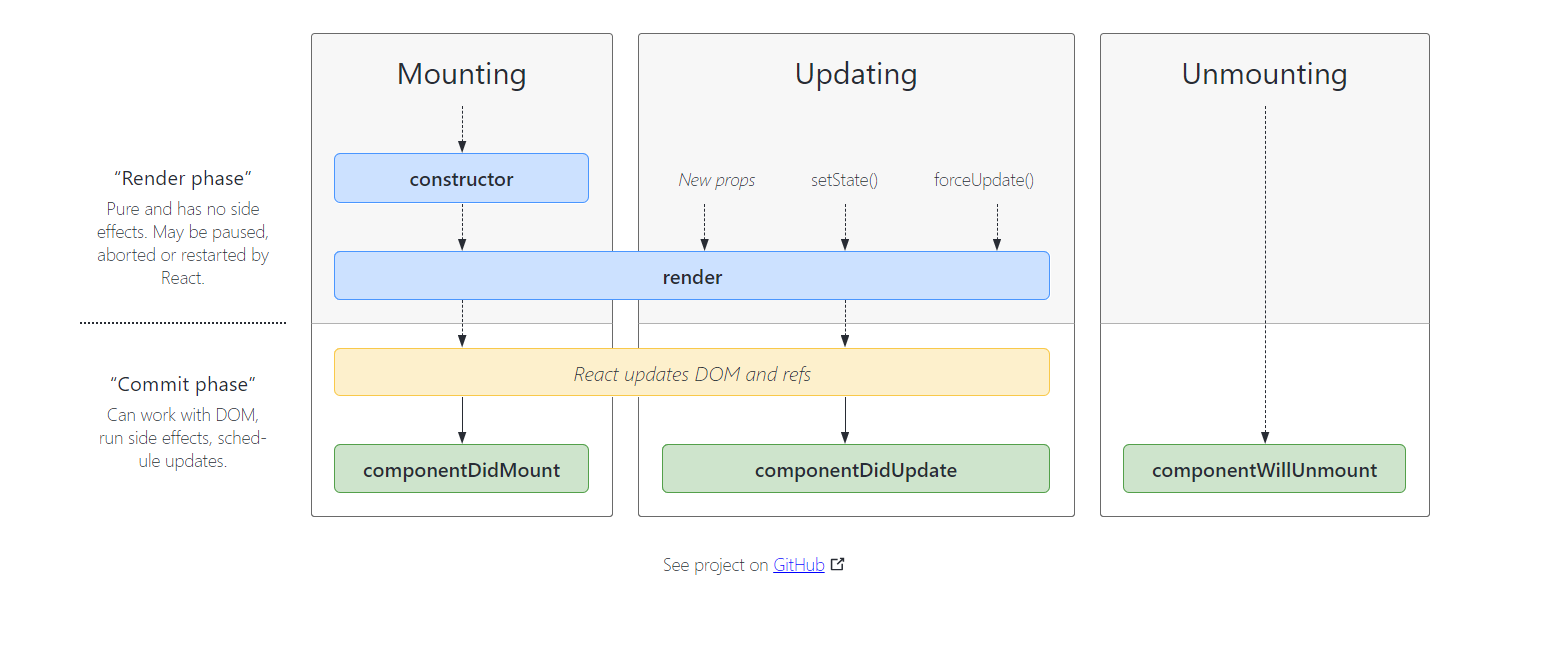 Mounting
Updating
Unmounting
“Render phase”
Pure and has no side
effects. May be paused,
aborted or restarted by
React.
constructor
New props
setState()
forceUpdate()
render
“Commit phase”
Can work with DOM,
run side effects, sched-
ule updates.
React updates DOM and refs
componentDidMount
componentDidUpdate
componentWillUnmount
See project on GitHub